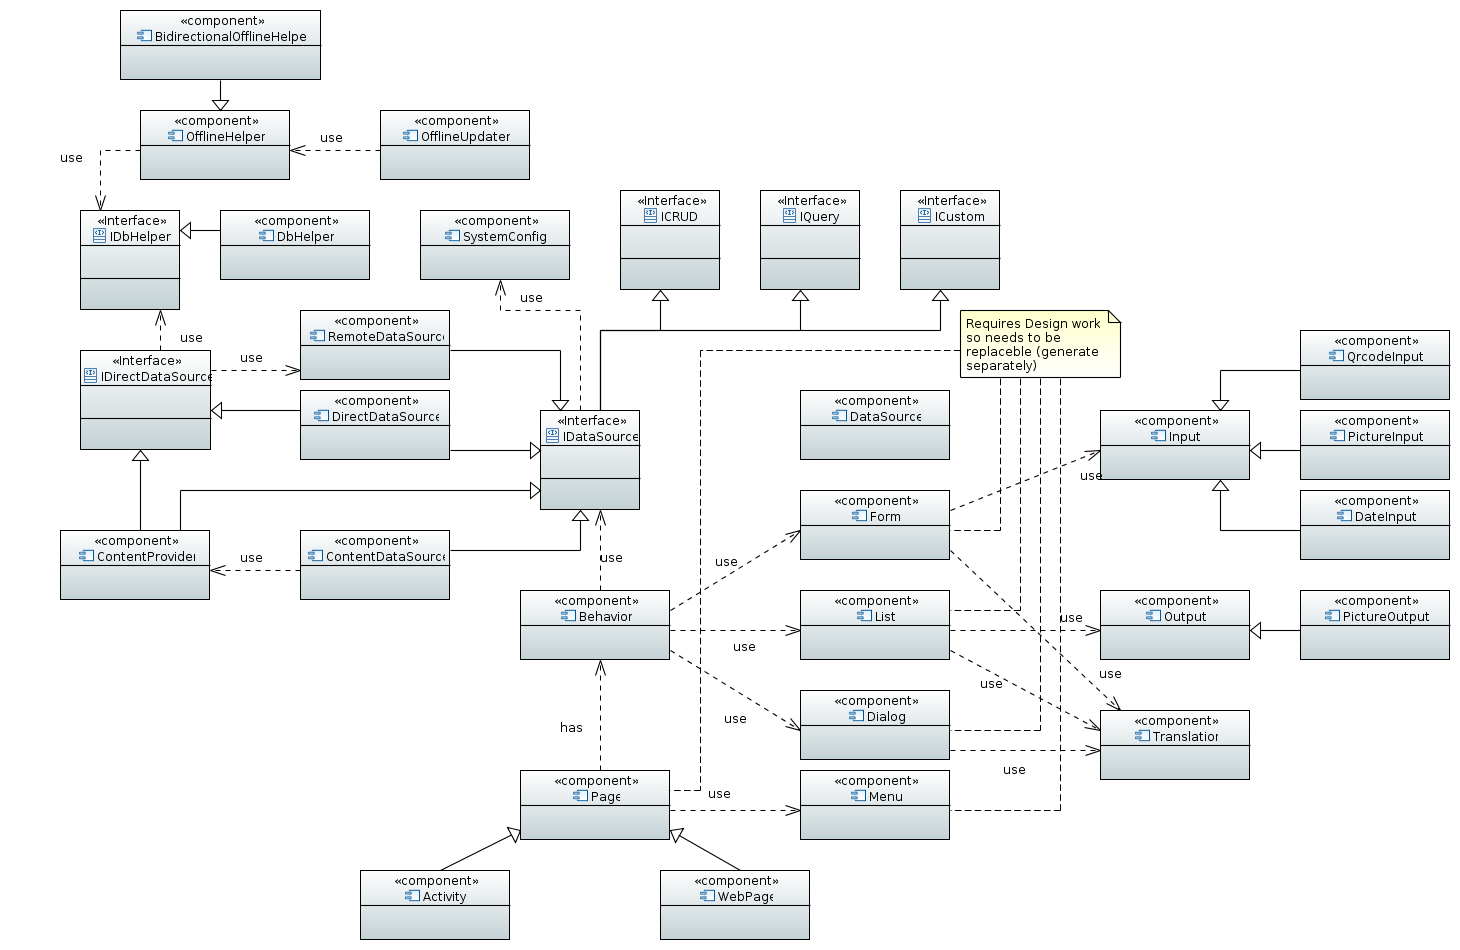 «component»
BidirectionalOfflineHelpe
«component»
OfflineHelper
«component»
OfflineUpdater
use
use
«Interface»
IDbHelper
«component»
DbHelper
«component»
SystemConfig
«Interface»
ICRUD
«Interface»
IQuery
«Interface»
ICustom
use
use
«component»
RemoteDataSourc
Requires Design work
so needs to be
replaceble (generate
separately)
«component»
QrcodeInput
«Interface»
IDirectDataSource
use
«component»
DirectDataSource
«Interface»
IDataSource
«component»
DataSource
«component»
Input
«component»
PictureInput
use
«component»
Form
«component»
DateInput
«component»
ContentProvider
use
«component»
ContentDataSourc
use
use
«component»
Behavior
«component»
List
use
«component»
Output
«component»
PictureOutput
use
use
use
use
«component»
Dialog
«component»
Translation
has
use
«component»
Page
use
«component»
Menu
«component»
Activity
«component»
WebPage